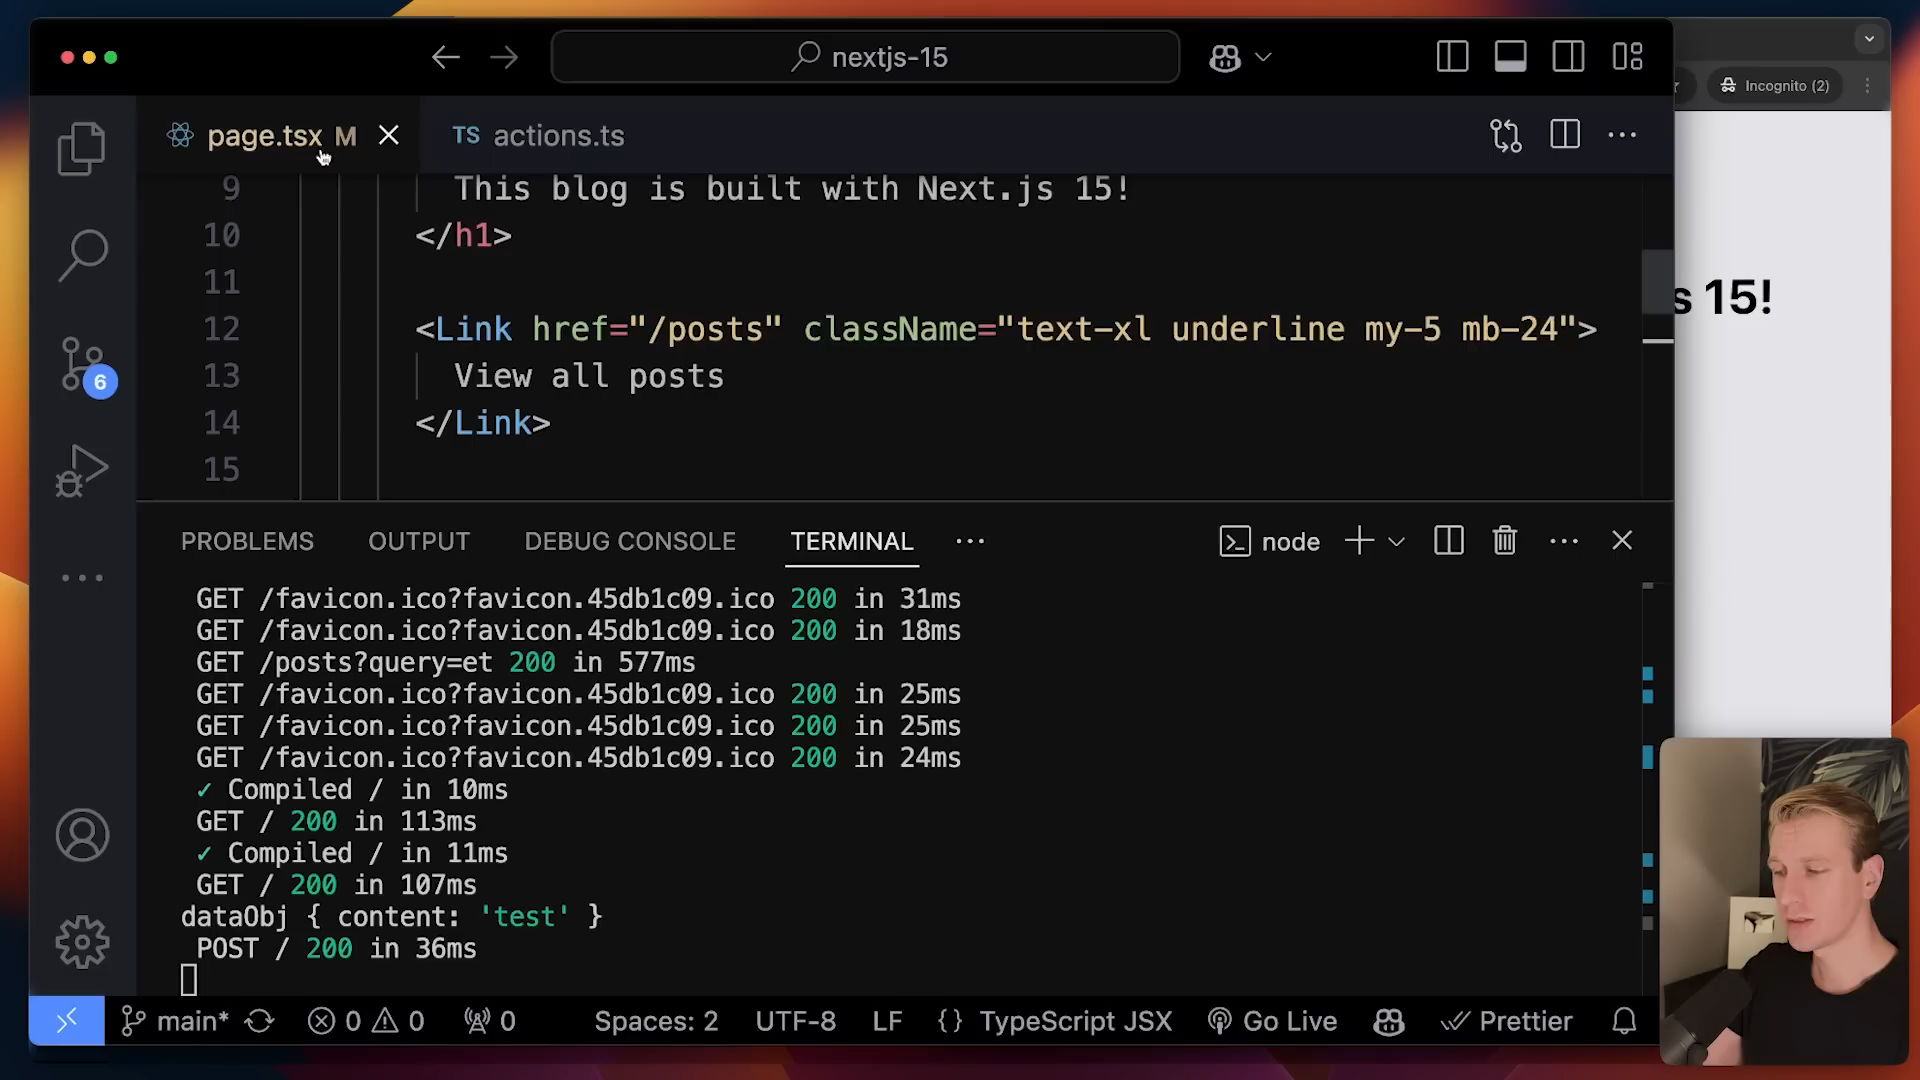 nextjs-15
Incognito (2)
page.tsx M
TS actions.ts
9 This blog is built with Next.js 15!
10 </h1>
11
12 <Link href="/posts" className="text-xl underline my-5 mb-24">
13 View all posts
14 </Link>
15
s 15!
6
PROBLEMS OUTPUT DEBUG CONSOLE TERMINAL ... node
GET /favicon.ico?favicon.45db1c09.ico 200 in 31ms
GET /favicon.ico?favicon.45db1c09.ico 200 in 18ms
GET /posts?query=et 200 in 577ms
GET /favicon.ico?favicon.45db1c09.ico 200 in 25ms
GET /favicon.ico?favicon.45db1c09.ico 200 in 25ms
GET /favicon.ico?favicon.45db1c09.ico 200 in 24ms
✓ Compiled / in 10ms
GET / 200 in 113ms
✓ Compiled / in 11ms
GET / 200 in 107ms
dataObj { content: 'test' }
POST / 200 in 36ms
main* 0 0 0 Spaces: 2 UTF-8 LF {} TypeScript JSX Go Live Prettier